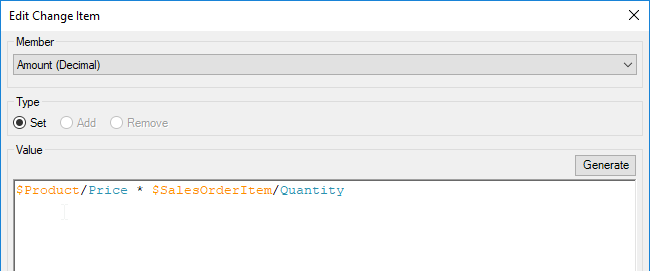 Edit Change Item
Member
Amount (Decimal)
Type
Set Add Remove
Value
Generate
$Product/Price * $SalesOrderItem/Quantity